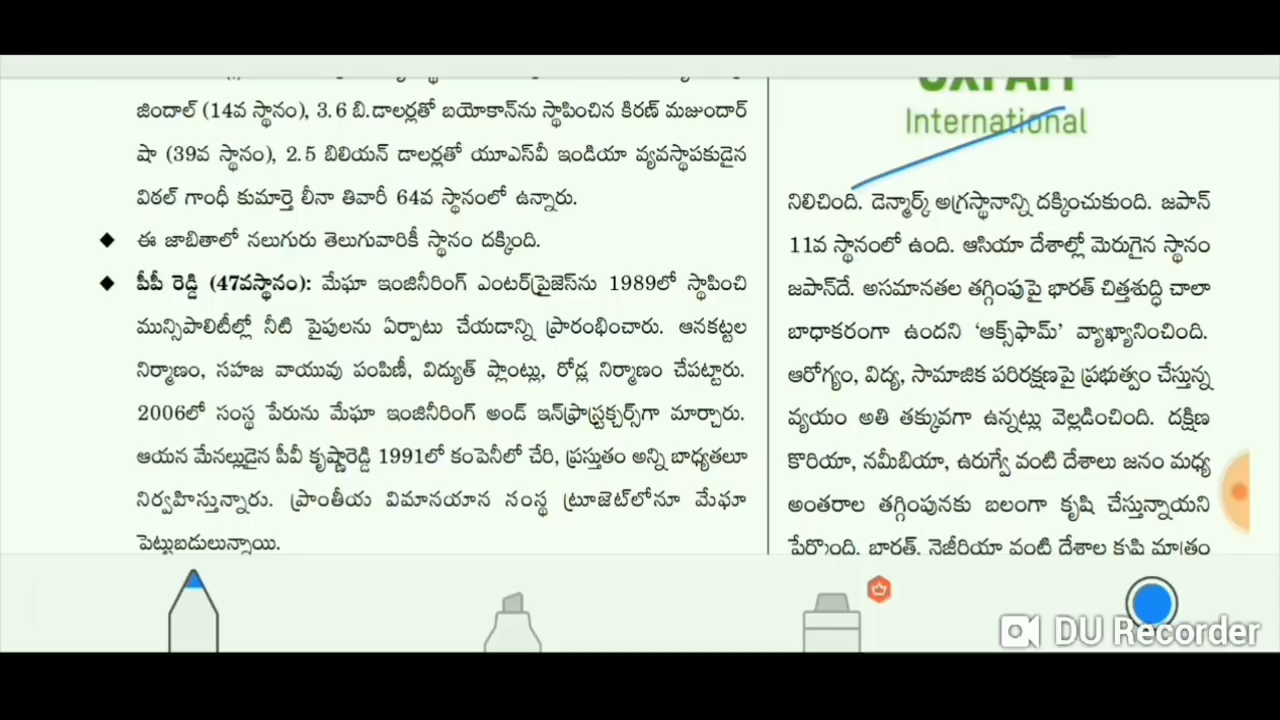 జిందాల్ (14వ స్థానం), 3.6 బి.డాలర్లతో బయోకాన్‌ను స్థాపించిన కిరణ్ మజుందార్
షా (39వ స్థానం), 2.5 బిలియన్ డాలర్లతో యూఎస్‌వీ ఇండియా వ్యవస్థాపకుడైన
విఠల్ గాంధీ కుమార్తె లీనా తివారీ 64వ స్థానంలో ఉన్నారు.
◆ ఈ జాబితాలో నలుగురు తెలుగువారికీ స్థానం దక్కింది.
◆ పీపీ రెడ్డి (47వస్థానం): మేఘా ఇంజినీరింగ్ ఎంటర్‌ప్రైజెస్‌ను 1989లో స్థాపించి
మున్సిపాలిటీల్లో నీటి పైపులను ఏర్పాటు చేయడాన్ని ప్రారంభించారు. ఆనకట్టల
నిర్మాణం, సహజ వాయువు పంపిణీ, విద్యుత్ ప్లాంట్లు, రోడ్ల నిర్మాణం చేపట్టారు.
2006లో సంస్థ పేరును మేఘా ఇంజినీరింగ్ అండ్ ఇన్‌ఫ్రాస్ట్రక్చర్స్‌గా మార్చారు.
ఆయన మేనల్లుడైన పీవీ కృష్ణారెడ్డి 1991లో కంపెనీలో చేరి, ప్రస్తుతం అన్ని బాధ్యతలూ
నిర్వహిస్తున్నారు. ప్రాంతీయ విమానయాన సంస్థ ట్రూజెట్‌లోనూ మేఘా
పెట్టుబడులున్నాయి.
International
నిలిచింది. డెన్మార్క్ అగ్రస్థానాన్ని దక్కించుకుంది. జపాన్
11వ స్థానంలో ఉంది. ఆసియా దేశాల్లో మెరుగైన స్థానం
జపాన్‌దే. అసమానతల తగ్గింపుపై భారత్ చిత్తశుద్ధి చాలా
బాధాకరంగా ఉందని ‘ఆక్స్‌ఫామ్’ వ్యాఖ్యానించింది.
ఆరోగ్యం, విద్య, సామాజిక పరిరక్షణపై ప్రభుత్వం చేస్తున్న
వ్యయం అతి తక్కువగా ఉన్నట్లు వెల్లడించింది. దక్షిణ
కొరియా, నమీబియా, ఉరుగ్వే వంటి దేశాలు జనం మధ్య
అంతరాల తగ్గింపునకు బలంగా కృషి చేస్తున్నాయని
పేర్కొంది. భారత్, నైజీరియా వంటి దేశాల కృషి మాత్రం
DU Recorder